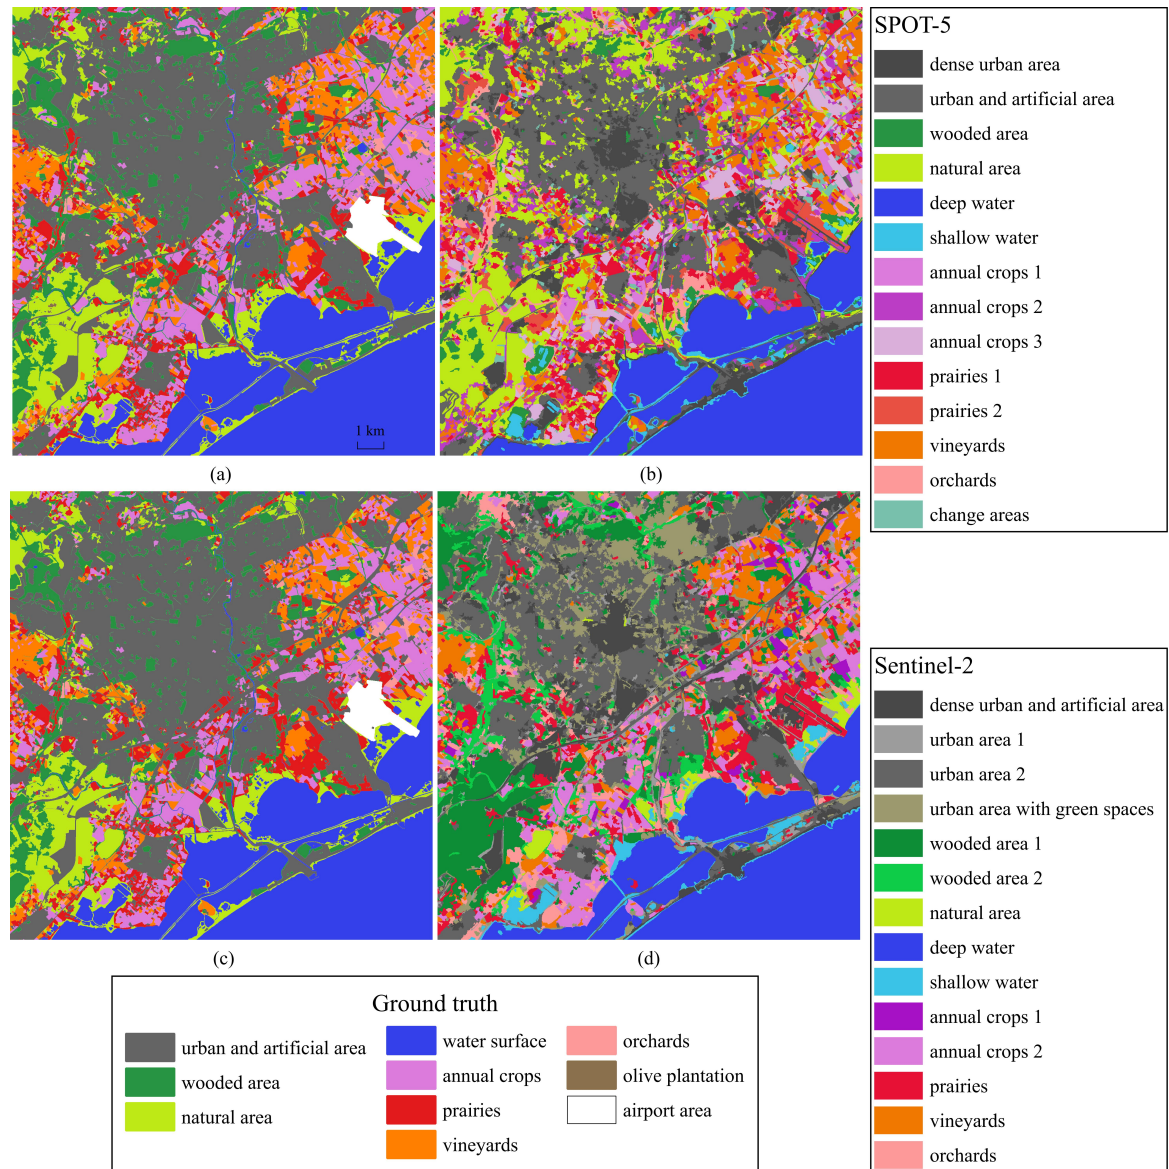 SPOT-5
dense urban area
urban and artificial area
wooded area
natural area
deep water
shallow water
annual crops 1
annual crops 2
annual crops 3
prairies 1
prairies 2
vineyards
orchards
change areas
1 km
(a)
(b)
Sentinel-2
dense urban and artificial area
urban area 1
urban area 2
urban area with green spaces
wooded area 1
wooded area 2
natural area
deep water
shallow water
annual crops 1
annual crops 2
prairies
vineyards
orchards
(c)
(d)
Ground truth
urban and artificial area
wooded area
natural area
water surface
annual crops
prairies
vineyards
orchards
olive plantation
airport area